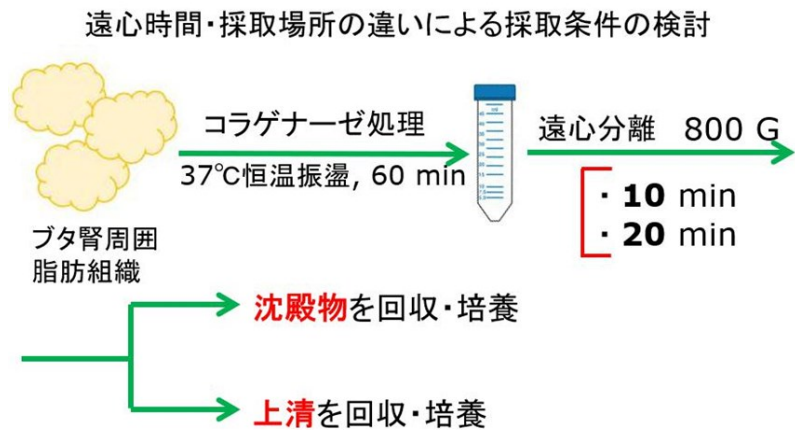 遠心時間・採取場所の違いによる採取条件の検討
コラゲナーゼ処理
37℃恒温振盪, 60 min
遠心分離 800 G
・10 min
・20 min
ブタ腎周囲
脂肪組織
沈殿物を回収・培養
上清を回収・培養